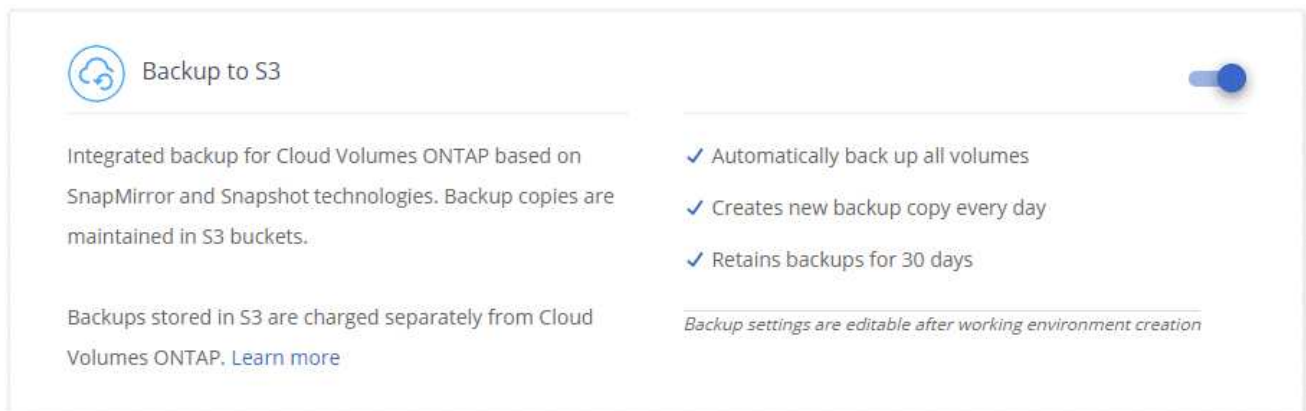 Backup to S3
Integrated backup for Cloud Volumes ONTAP based on
SnapMirror and Snapshot technologies. Backup copies are
maintained in S3 buckets.
Backups stored in S3 are charged separately from Cloud
Volumes ONTAP. Learn more
Automatically back up all volumes
Creates new backup copy every day
Retains backups for 30 days
Backup settings are editable after working environment creation